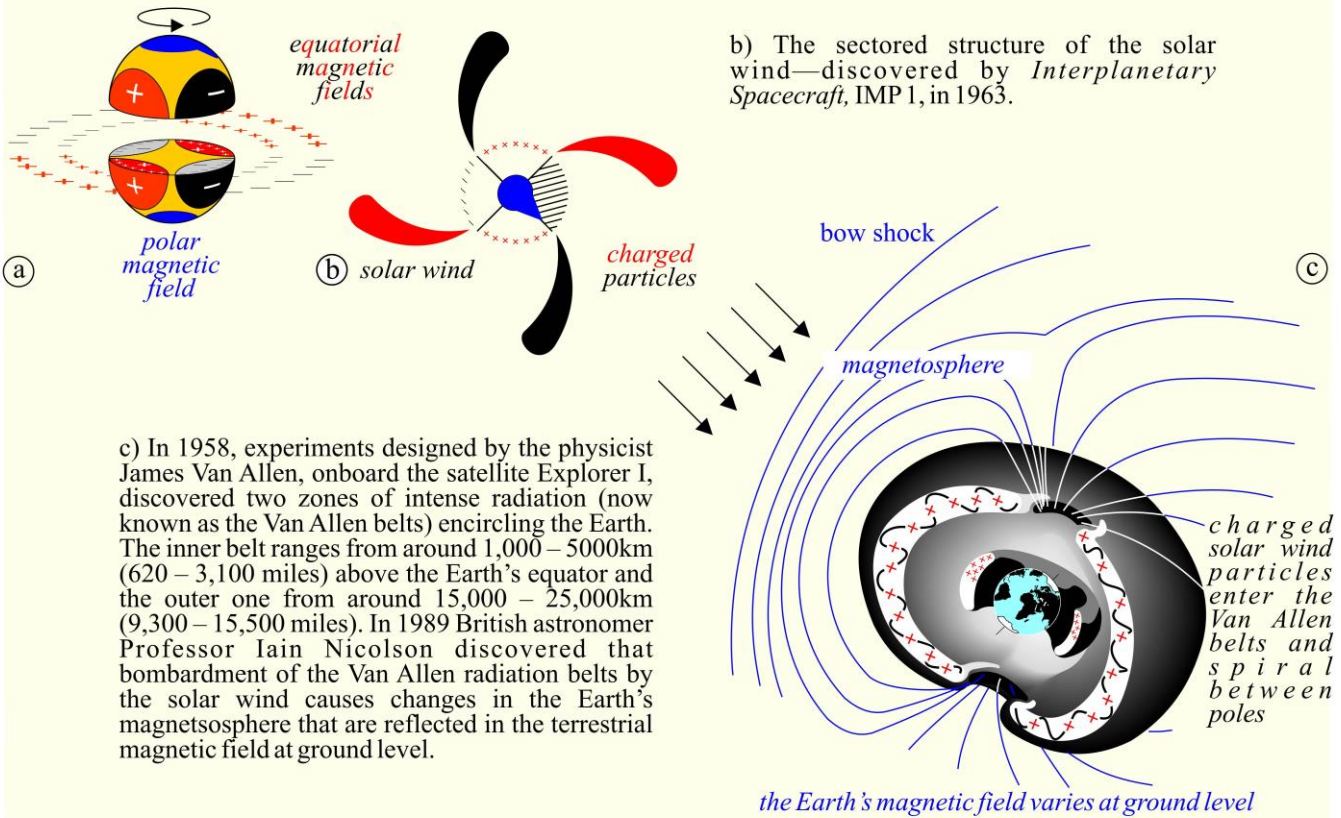 equatorial
magnetic
fields
+
−
+
−
polar
magnetic
field
a
b
solar wind
charged
particles
b) The sectored structure of the solar
wind—discovered by Interplanetary
Spacecraft, IMP 1, in 1963.
bow shock
c
magnetosphere
c) In 1958, experiments designed by the physicist
James Van Allen, onboard the satellite Explorer I,
discovered two zones of intense radiation (now
known as the Van Allen belts) encircling the Earth.
The inner belt ranges from around 1,000 – 5000km
(620 – 3,100 miles) above the Earth’s equator and
the outer one from around 15,000 – 25,000km
(9,300 – 15,500 miles). In 1989 British astronomer
Professor Iain Nicolson discovered that
bombardment of the Van Allen radiation belts by
the solar wind causes changes in the Earth’s
magnetsosphere that are reflected in the terrestrial
magnetic field at ground level.
charged
solar wind
particles
enter the
Van Allen
belts and
spiral
between
poles
the Earth’s magnetic field varies at ground level